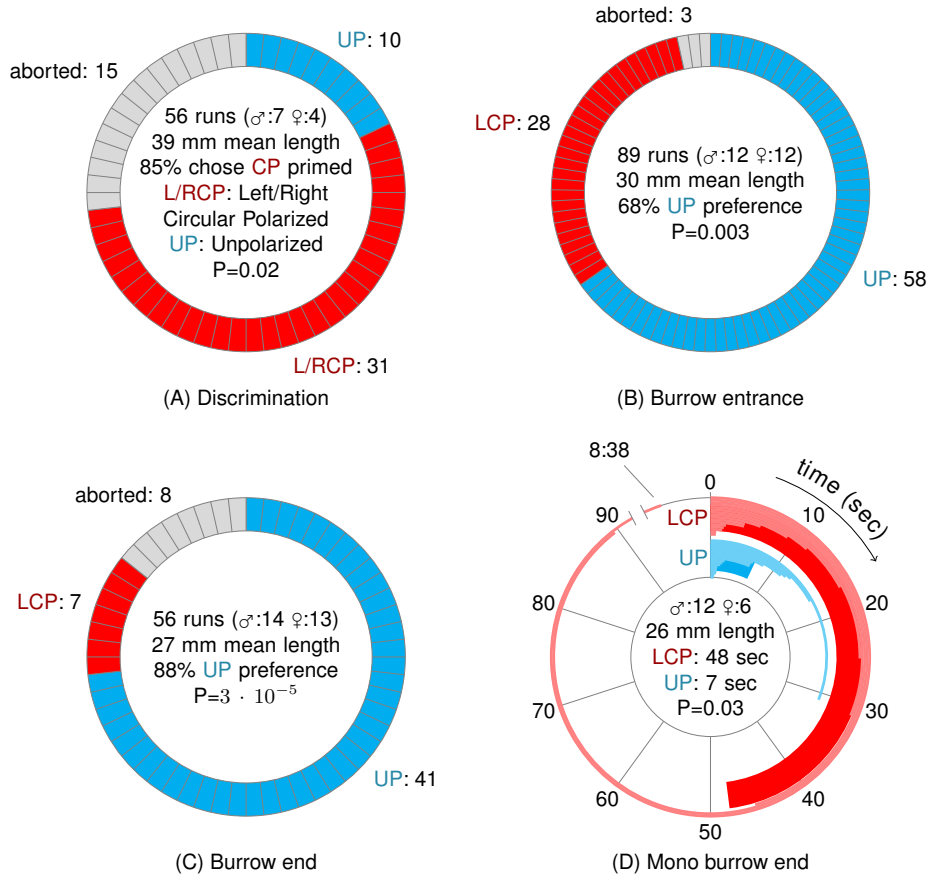 UP: 10
aborted: 15
56 runs (♂:7 ♀:4)
39 mm mean length
85% chose CP primed
L/RCP: Left/Right
Circular Polarized
UP: Unpolarized
P=0.02
L/RCP: 31
(A) Discrimination
aborted: 3
LCP: 28
89 runs (♂:12 ♀:12)
30 mm mean length
68% UP preference
P=0.003
UP: 58
(B) Burrow entrance
aborted: 8
LCP: 7
56 runs (♂:14 ♀:13)
27 mm mean length
88% UP preference
P=3 · 10⁻⁵
UP: 41
(C) Burrow end
8:38
0
time (sec)
90
LCP
10
UP
80
20
♂:12 ♀:6
26 mm length
LCP: 48 sec
UP: 7 sec
P=0.03
70
30
60
40
50
(D) Mono burrow end